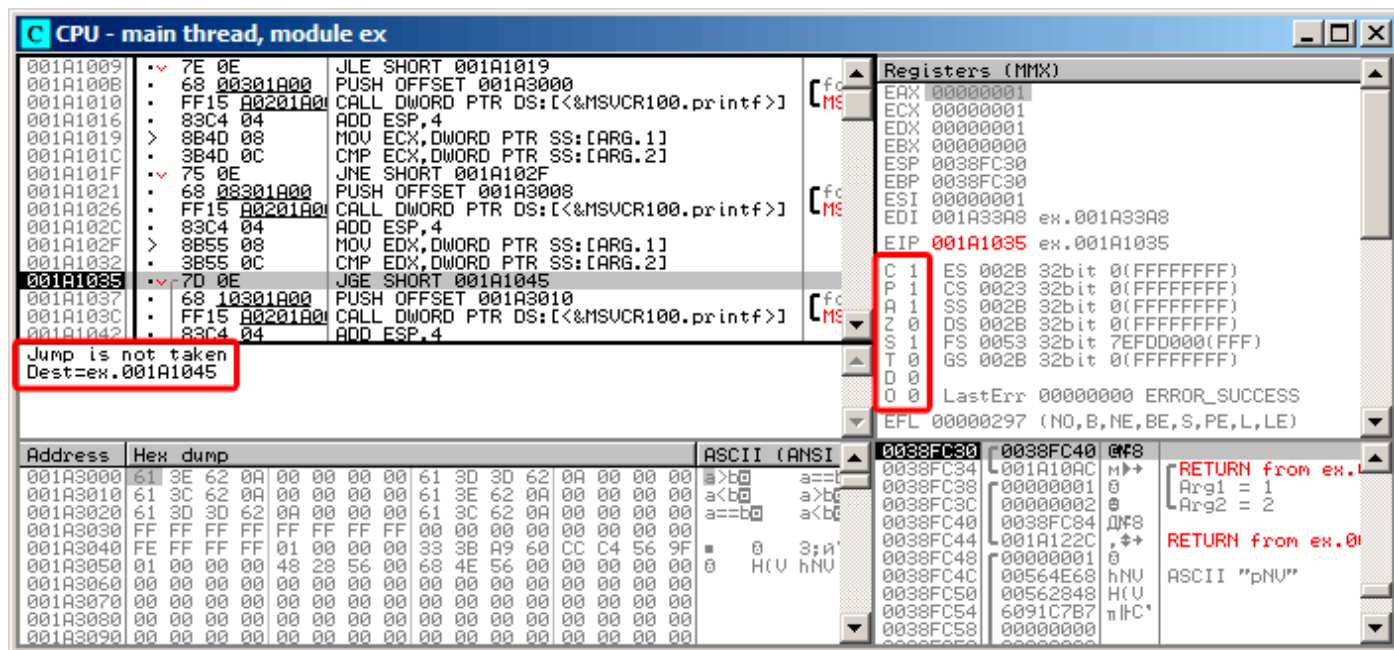 CPU - main thread, module ex
001A1009 7E 0E JLE SHORT 001A1019
001A100B 68 00301A00 PUSH OFFSET 001A3000
001A1010 FF15 A0201A0 CALL DWORD PTR DS:[<&MSVCR100.printf>]
001A1016 83C4 04 ADD ESP,4
001A1019 > 8B4D 08 MOV ECX,DWORD PTR SS:[ARG.1]
001A101C 3B4D 0C CMP ECX,DWORD PTR SS:[ARG.2]
001A101F 75 0E JNE SHORT 001A102F
001A1021 68 08301A00 PUSH OFFSET 001A3008
001A1026 FF15 A0201A0 CALL DWORD PTR DS:[<&MSVCR100.printf>]
001A102C 83C4 04 ADD ESP,4
001A102F > 8B55 08 MOV EDX,DWORD PTR SS:[ARG.1]
001A1032 3B55 0C CMP EDX,DWORD PTR SS:[ARG.2]
001A1035 7D 0E JGE SHORT 001A1045
001A1037 68 10301A00 PUSH OFFSET 001A3010
001A103C FF15 A0201A0 CALL DWORD PTR DS:[<&MSVCR100.printf>]
001A1042 83C4 04 ADD ESP,4
Jump is not taken
Dest=ex.001A1045
Registers (MMX)
EAX 00000001
ECX 00000001
EDX 00000001
EBX 00000000
ESP 0038FC30
EBP 0038FC30
ESI 00000001
EDI 001A33A8 ex.001A33A8
EIP 001A1035 ex.001A1035
C 1 ES 002B 32bit 0(FFFFFFFF)
P 1 CS 0023 32bit 0(FFFFFFFF)
A 1 SS 002B 32bit 0(FFFFFFFF)
Z 0 DS 002B 32bit 0(FFFFFFFF)
S 1 FS 0053 32bit 7EFDD000(FFF)
T 0 GS 002B 32bit 0(FFFFFFFF)
D 0
O 0 LastErr 00000000 ERROR_SUCCESS
EFL 00000297 (NO,B,NE,BE,S,PE,L,LE)
Address Hex dump ASCII (ANSI
001A3000 61 3E 62 0A 00 00 00 00 61 3D 3D 62 0A 00 00 00 a>b a==b
001A3010 61 3C 62 0A 00 00 00 00 61 3E 62 0A 00 00 00 00 a<b a>b
001A3020 61 3D 3D 62 0A 00 00 00 61 3C 62 0A 00 00 00 00 a==b a<b
001A3030 FF FF FF FF FF FF FF FF 00 00 00 00 00 00 00 00
001A3040 FE FF FF FF 01 00 00 00 33 3B A9 60 CC C4 56 9F 3;й
001A3050 01 00 00 00 48 28 56 00 68 4E 56 00 00 00 00 00 H(V hNV
001A3060 00 00 00 00 00 00 00 00 00 00 00 00 00 00 00 00
001A3070 00 00 00 00 00 00 00 00 00 00 00 00 00 00 00 00
001A3080 00 00 00 00 00 00 00 00 00 00 00 00 00 00 00 00
001A3090 00 00 00 00 00 00 00 00 00 00 00 00 00 00 00 00
0038FC30 0038FC40
0038FC34 001A10AC RETURN from ex.
0038FC38 00000001 Arg1 = 1
0038FC3C 00000002 Arg2 = 2
0038FC40 0038FC84
0038FC44 001A122C RETURN from ex.0
0038FC48 00000001
0038FC4C 00564E68 hNV ASCII "pNV"
0038FC50 00562848 H(V
0038FC54 6091C7B7
0038FC58 00000000